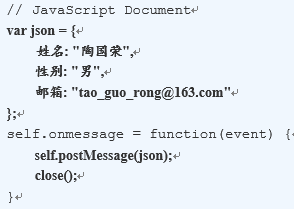 // JavaScript Document
var json = {
姓名: "陶国荣",
性别: "男",
邮箱: "tao_guo_rong@163.com"
};
self.onmessage = function(event) {
self.postMessage(json);
close();
}